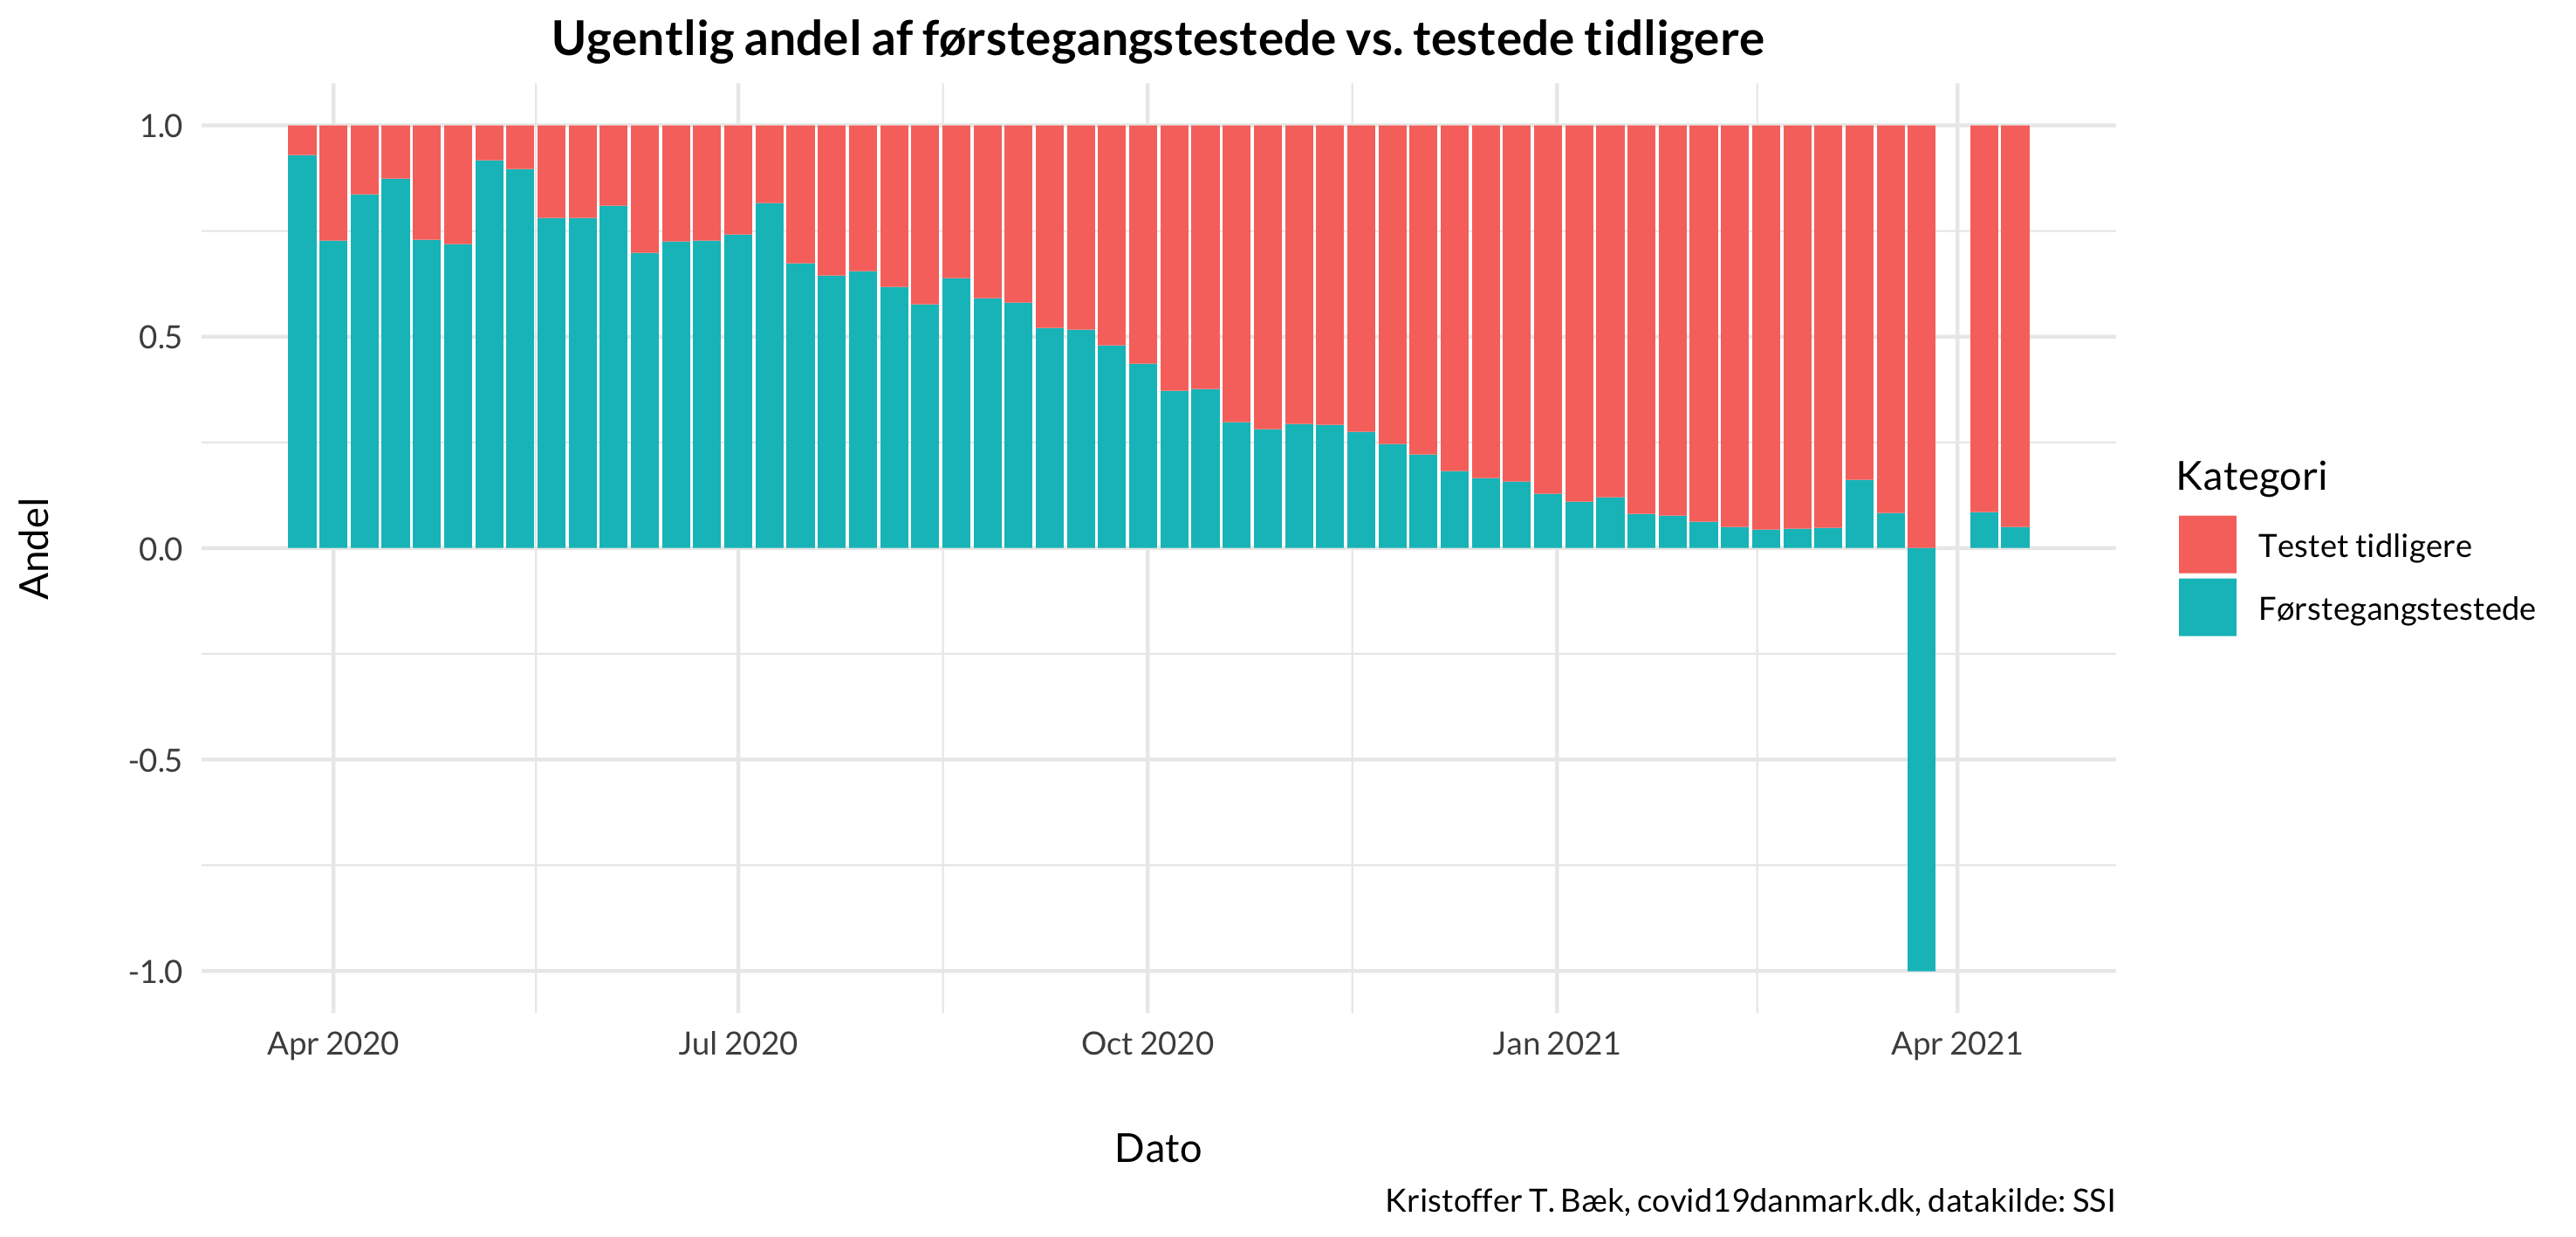 Ugentlig andel af førstegangstestede vs. testede tidligere
Andel
1.0
0.5
0.0
-0.5
-1.0
Apr 2020
Jul 2020
Oct 2020
Jan 2021
Apr 2021
Dato
Kategori
Testet tidligere
Førstegangstestede
Kristoffer T. Bæk, covid19danmark.dk, datakilde: SSI